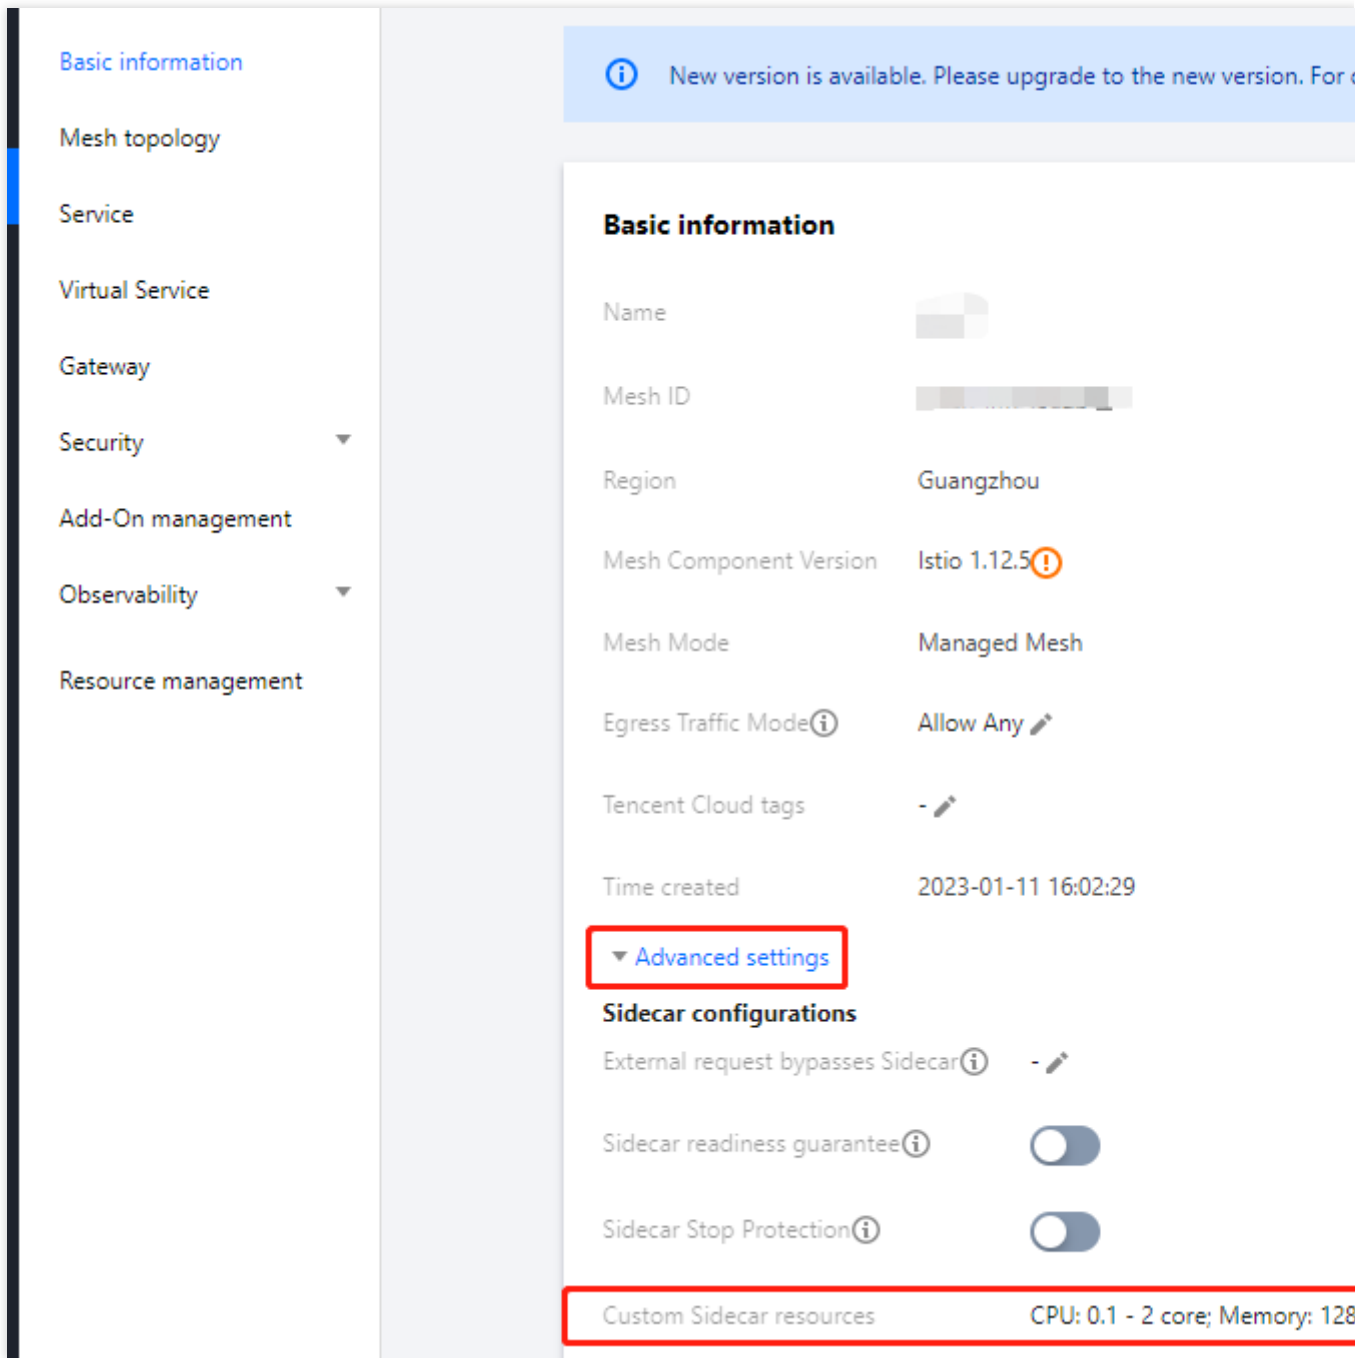 Basic information
Mesh topology
Service
Virtual Service
Gateway
Security
Add-On management
Observability
Resource management
New version is available. Please upgrade to the new version. For
Basic information
Name
Mesh ID
Region Guangzhou
Mesh Component Version Istio 1.12.5
Mesh Mode Managed Mesh
Egress Traffic Mode Allow Any
Tencent Cloud tags -
Time created 2023-01-11 16:02:29
Advanced settings
Sidecar configurations
External request bypasses Sidecar -
Sidecar readiness guarantee
Sidecar Stop Protection
Custom Sidecar resources CPU: 0.1 - 2 core; Memory: 128